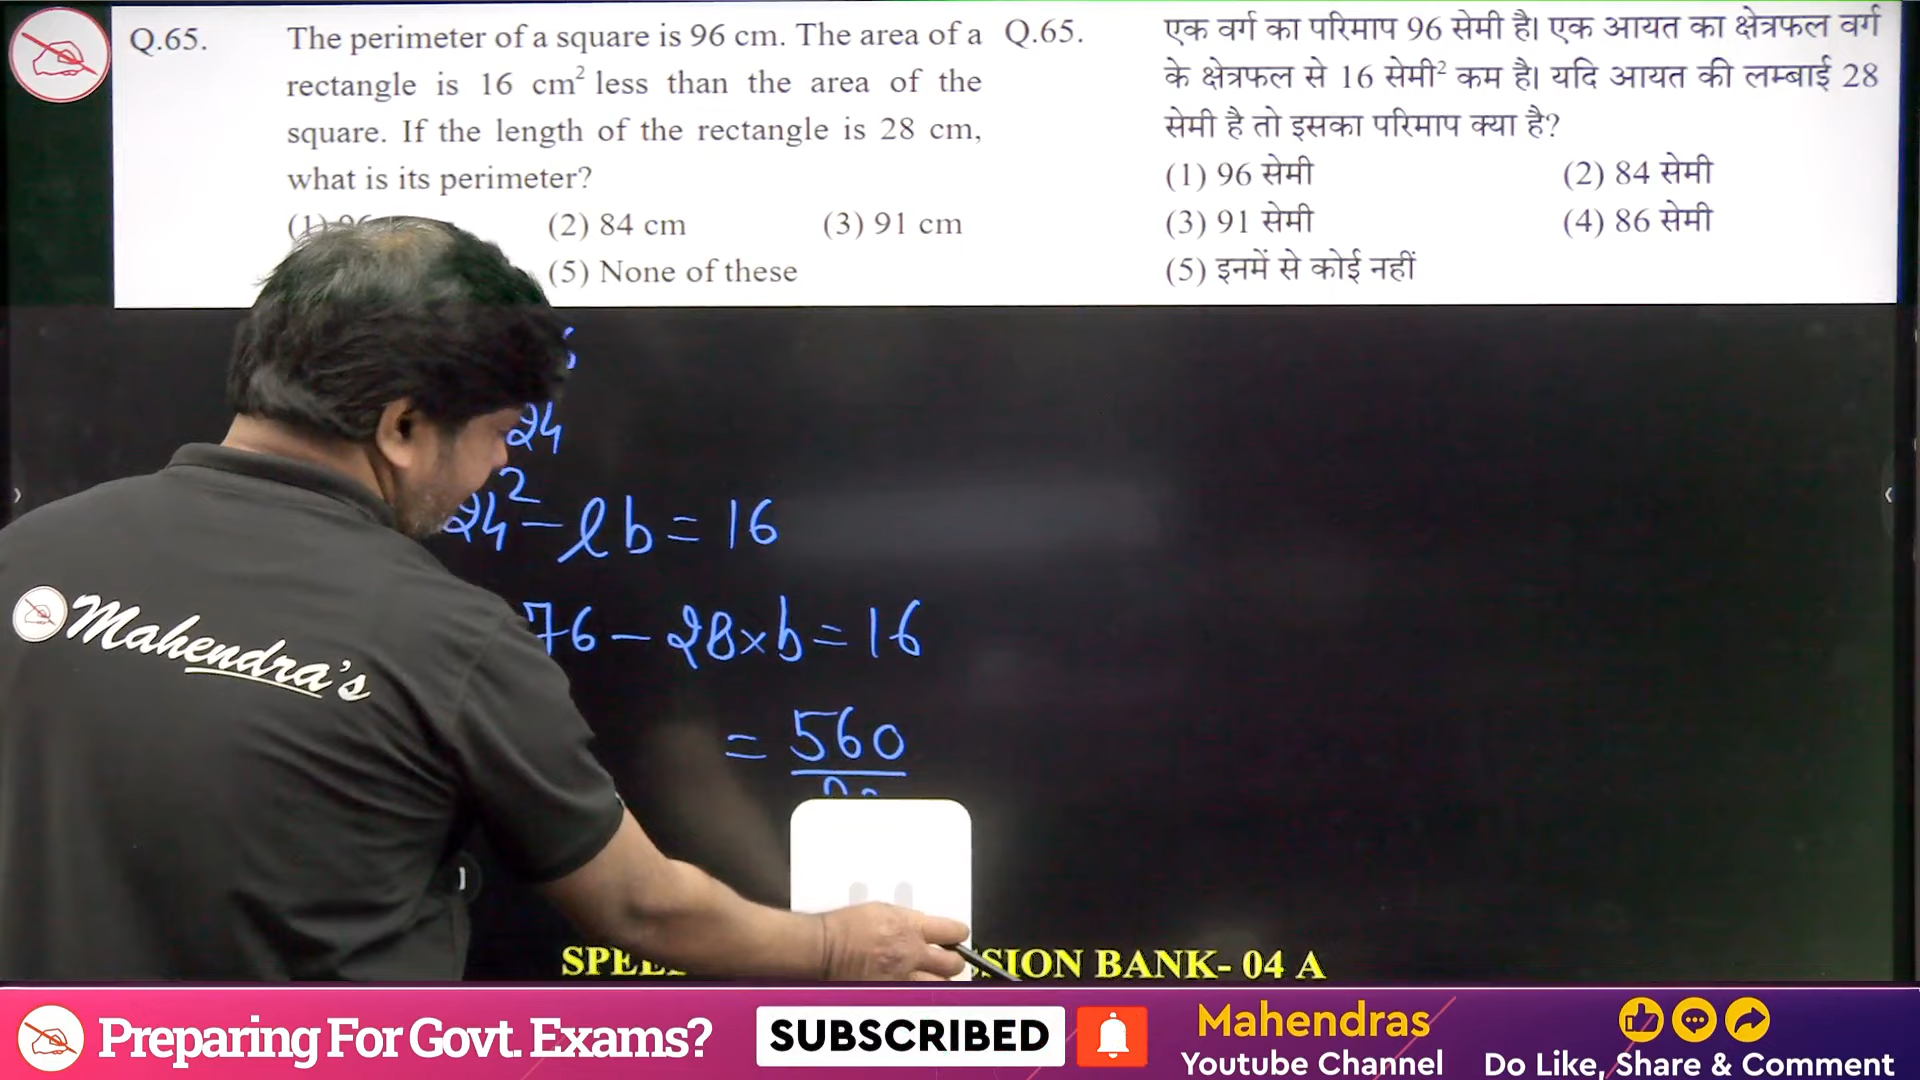 Q.65.
The perimeter of a square is 96 cm. The area of a
rectangle is 16 cm² less than the area of the
square. If the length of the rectangle is 28 cm,
what is its perimeter?
(2) 84 cm (3) 91 cm
(5) None of these
Q.65.
एक वर्ग का परिमाप 96 सेमी है। एक आयत का क्षेत्रफल वर्ग
के क्षेत्रफल से 16 सेमी² कम है। यदि आयत की लम्बाई 28
सेमी है तो इसका परिमाप क्या है?
(1) 96 सेमी (2) 84 सेमी
(3) 91 सेमी (4) 86 सेमी
(5) इनमें से कोई नहीं
24
24² – lb = 16
76 – 28×b = 16
= 560
Mahendra's
BANK- 04 A
Preparing For Govt. Exams?
SUBSCRIBED
Mahendras
Youtube Channel
Do Like, Share & Comment